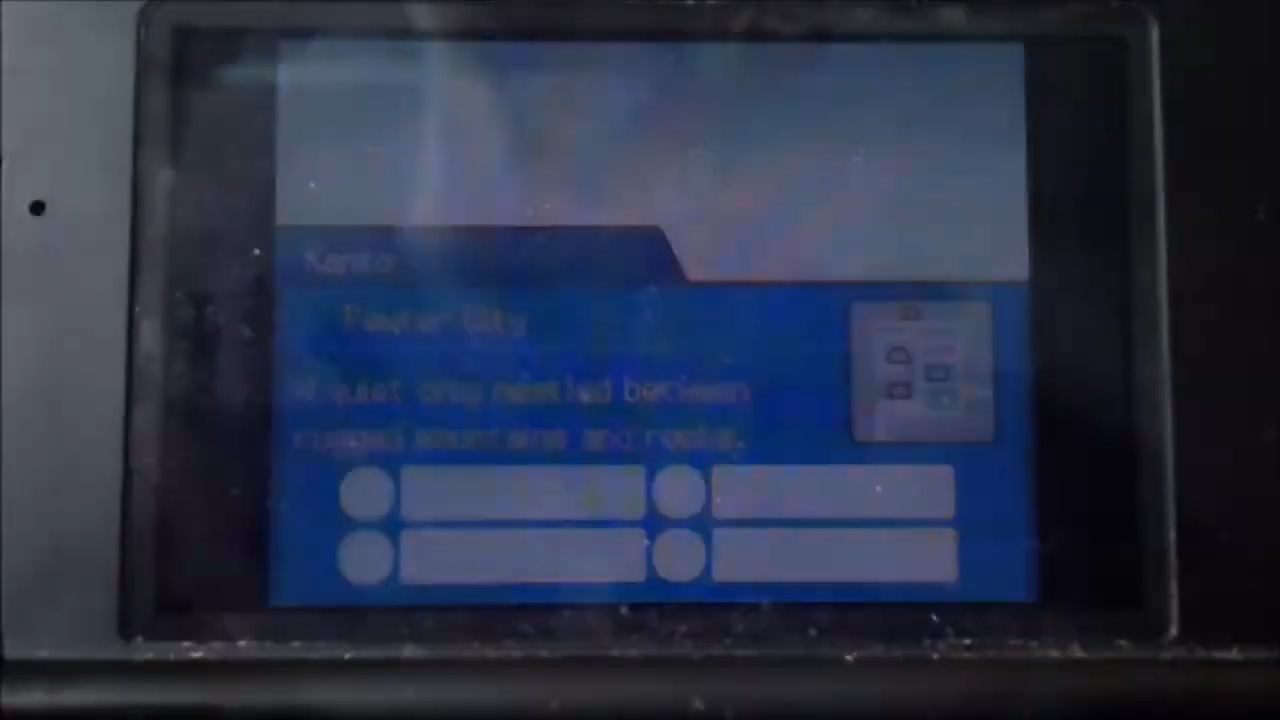 Kanto
Pewter City
A quiet city nestled between
rugged mountains and rocks.